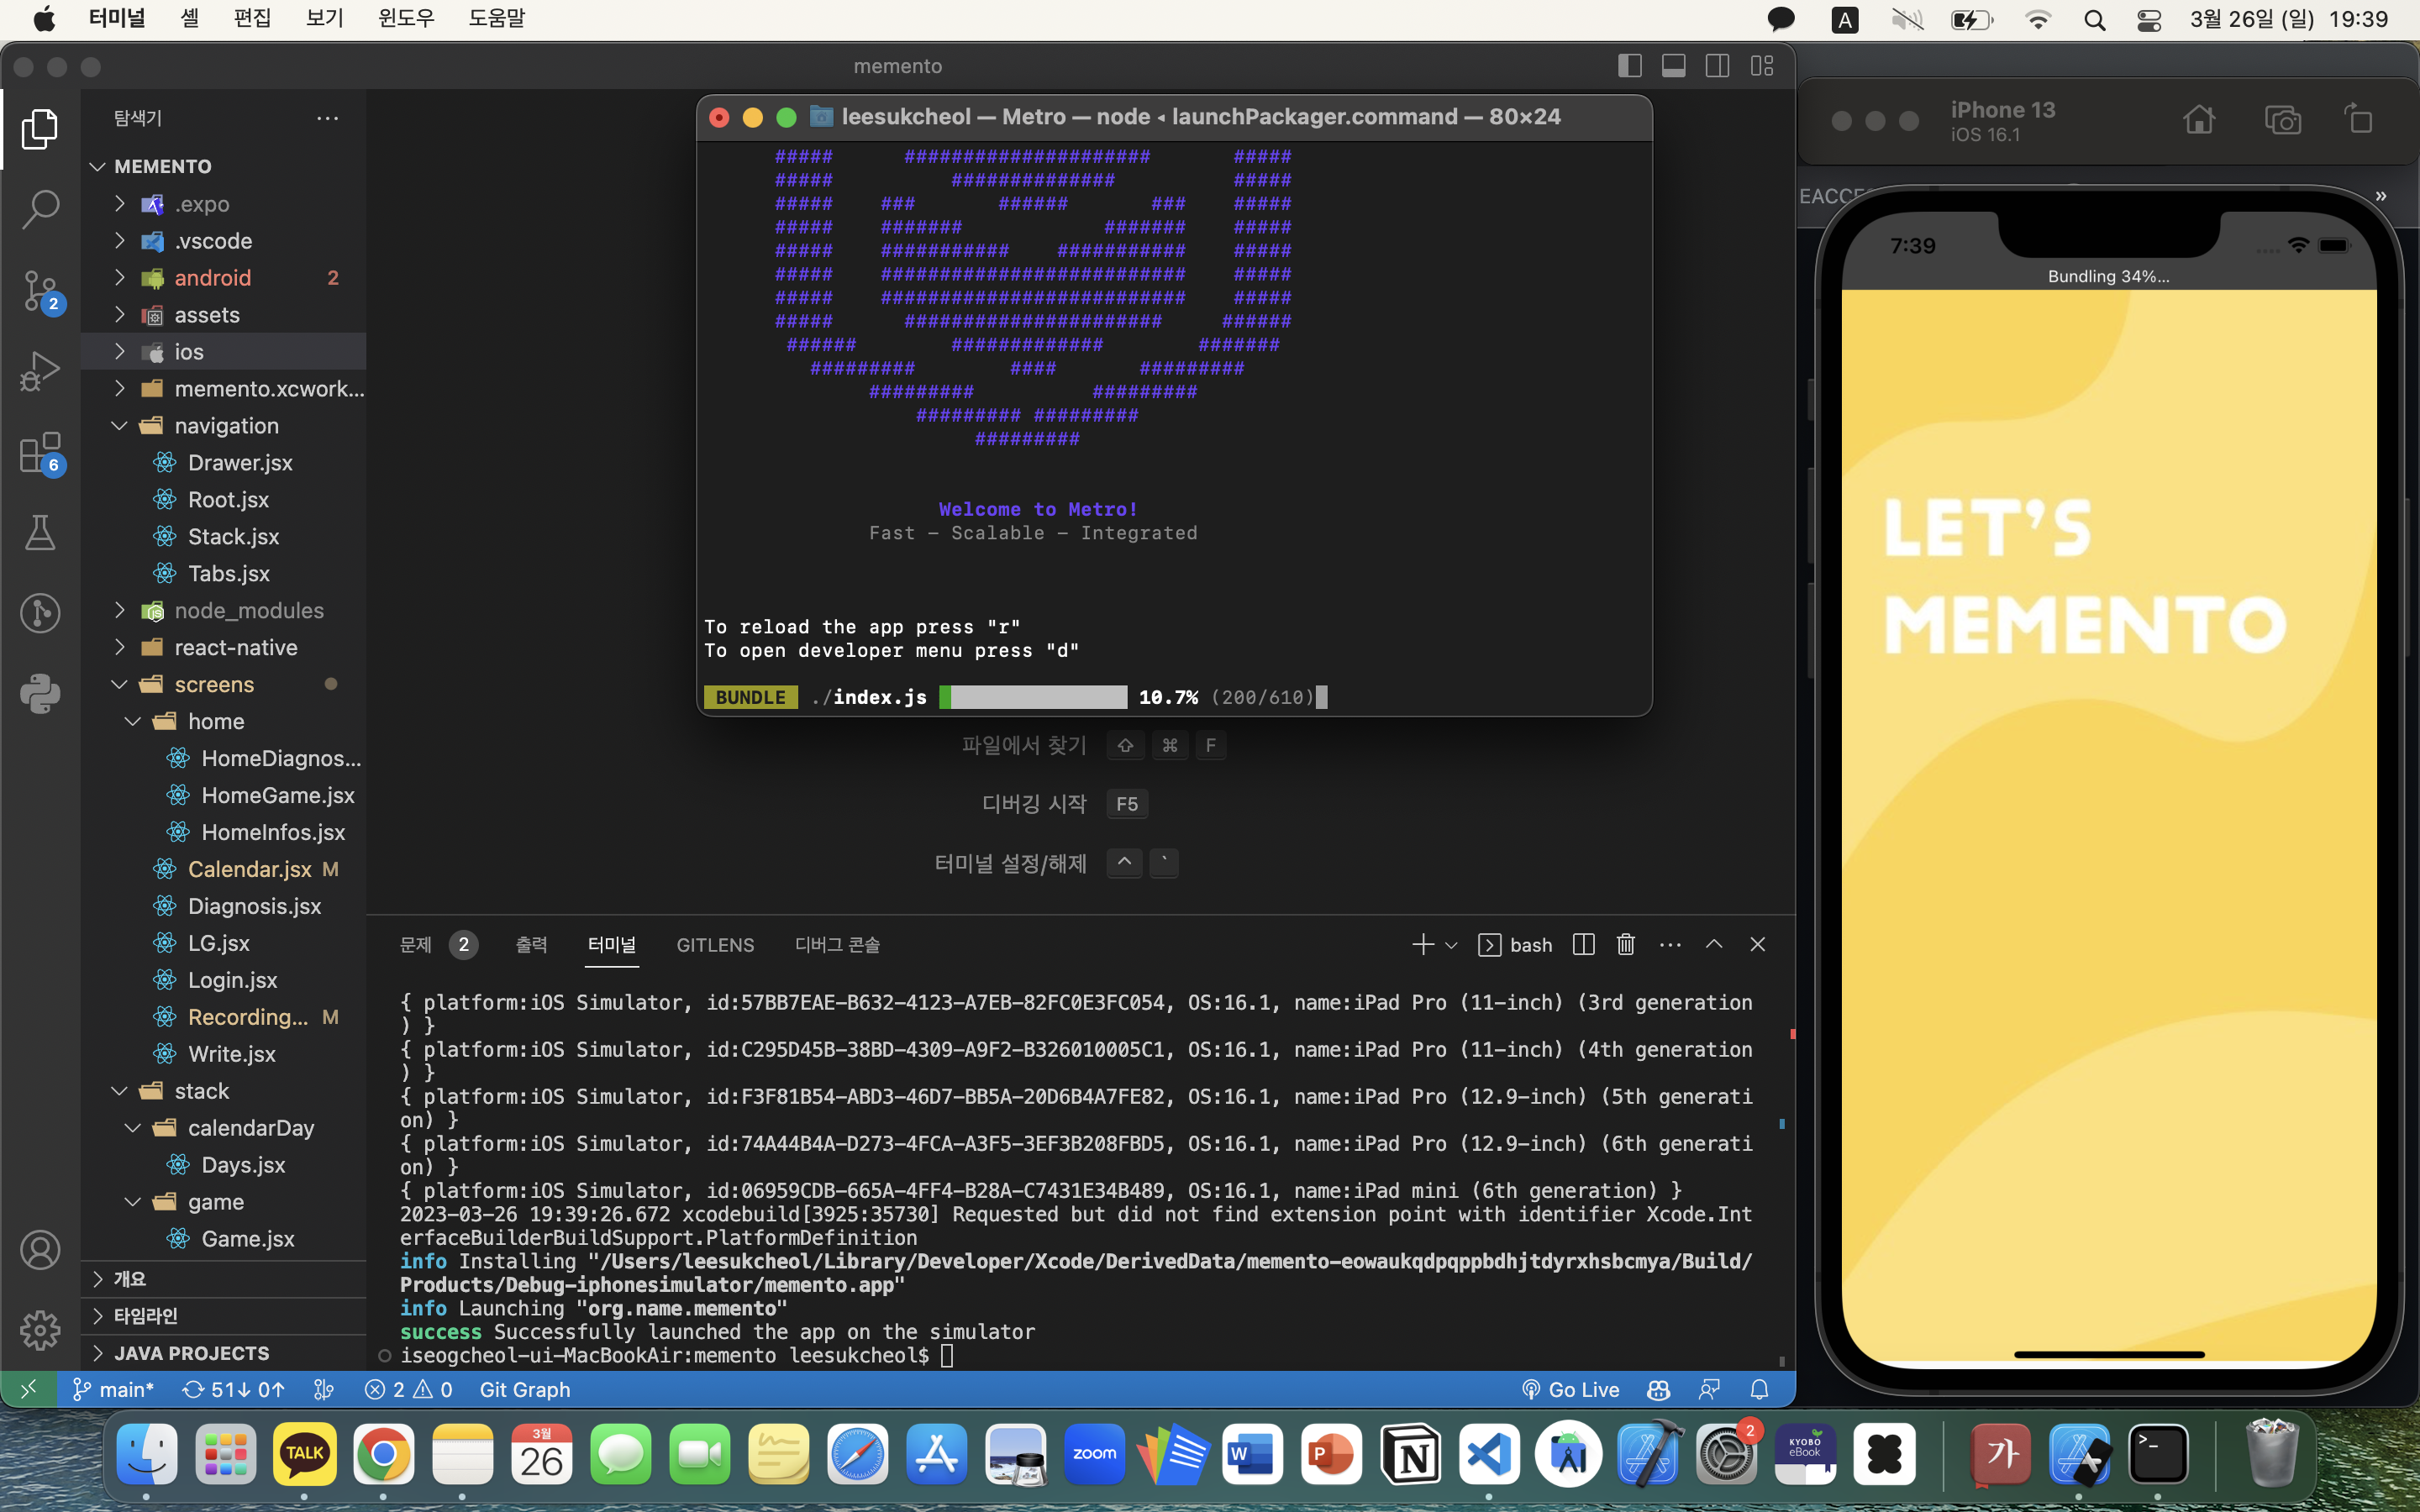 터미널 셸 편집 보기 윈도우 도움말
A 3월 26일 (일) 19:39
memento
탐색기
MEMENTO
.expo
.vscode
android 2
assets
ios
memento.xcwork...
navigation
Drawer.jsx
Root.jsx
Stack.jsx
Tabs.jsx
node_modules
react-native
screens
home
HomeDiagnos...
HomeGame.jsx
HomeInfos.jsx
Calendar.jsx M
Diagnosis.jsx
LG.jsx
Login.jsx
Recording... M
Write.jsx
stack
calendarDay
Days.jsx
game
Game.jsx
개요
타임라인
JAVA PROJECTS
2
6
leesukcheol — Metro — node ◂ launchPackager.command — 80×24
##### ##################### #####
##### ############## #####
##### ### ###### ### #####
##### ####### ####### #####
##### ########### ########### #####
##### ########################## #####
##### ########################## #####
##### ###################### ######
###### ############# #######
######### #### #########
######### #########
######### #########
#########
Welcome to Metro!
Fast - Scalable - Integrated
To reload the app press "r"
To open developer menu press "d"
BUNDLE ./index.js 10.7% (200/610)
파일에서 찾기 ⇧ ⌘ F
디버깅 시작 F5
터미널 설정/해제 ^ `
문제 2 출력 터미널 GITLENS 디버그 콘솔 bash
{ platform:iOS Simulator, id:57BB7EAE-B632-4123-A7EB-82FC0E3FC054, OS:16.1, name:iPad Pro (11-inch) (3rd generation
) }
{ platform:iOS Simulator, id:C295D45B-38BD-4309-A9F2-B326010005C1, OS:16.1, name:iPad Pro (11-inch) (4th generation
) }
{ platform:iOS Simulator, id:F3F81B54-ABD3-46D7-BB5A-20D6B4A7FE82, OS:16.1, name:iPad Pro (12.9-inch) (5th generati
on) }
{ platform:iOS Simulator, id:74A44B4A-D273-4FCA-A3F5-3EF3B208FBD5, OS:16.1, name:iPad Pro (12.9-inch) (6th generati
on) }
{ platform:iOS Simulator, id:06959CDB-665A-4FF4-B28A-C7431E34B489, OS:16.1, name:iPad mini (6th generation) }
2023-03-26 19:39:26.672 xcodebuild[3925:35730] Requested but did not find extension point with identifier Xcode.Int
erfaceBuilderBuildSupport.PlatformDefinition
info Installing "/Users/leesukcheol/Library/Developer/Xcode/DerivedData/memento-eowaukqdpqppbdhjtdyrxhsbcmya/Build/
Products/Debug-iphonesimulator/memento.app"
info Launching "org.name.memento"
success Successfully launched the app on the simulator
iseogcheol-ui-MacBookAir:memento leesukcheol$
main* 51↓ 0↑ 2 0 Git Graph Go Live
iPhone 13
iOS 16.1
7:39
Bundling 34%...
LET'S
MEMENTO
TALK
3월
26
zoom
W
P
N
2
KYOBO
eBook
가
>_